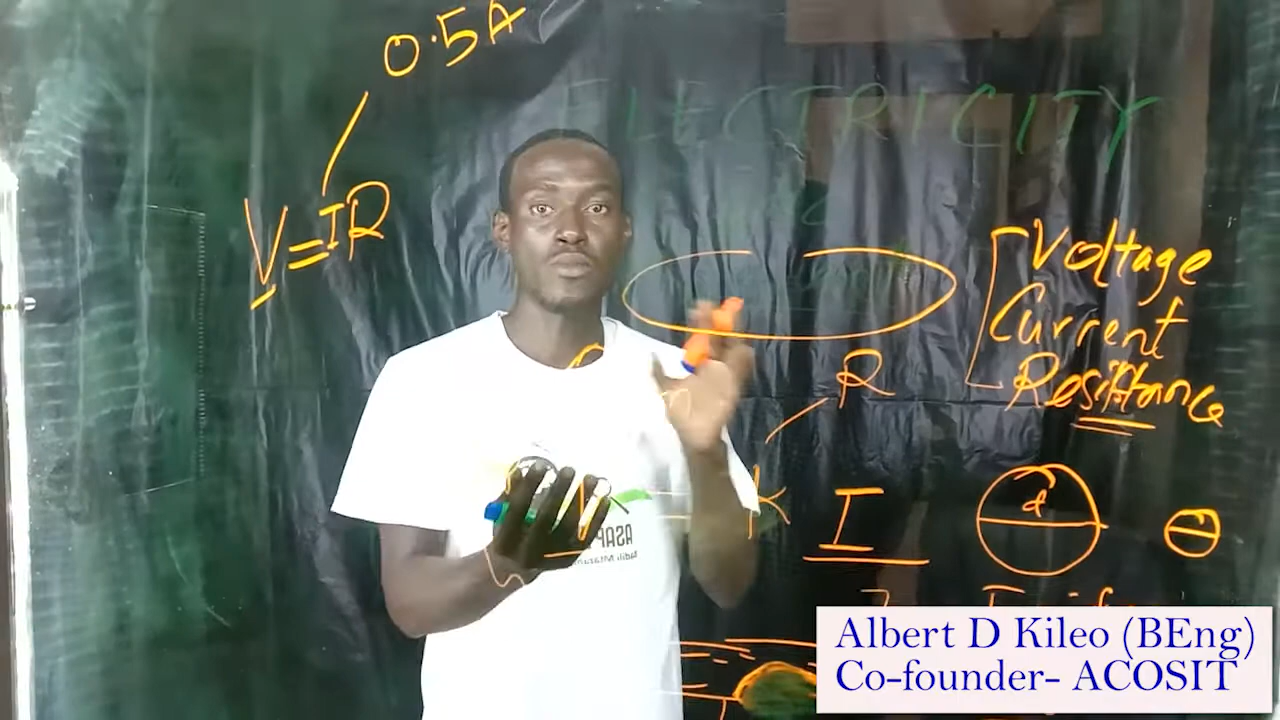 0.5A
ELECTRICITY
V=IR
Voltage
Current
Resistance
R
V = K I
d
Albert D Kileo (BEng)
Co-founder- ACOSIT